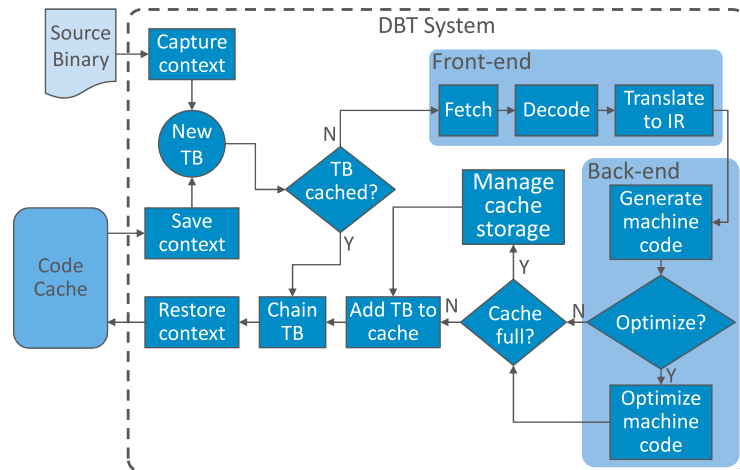 DBT System
Source
Binary
Capture
context
Front-end
Fetch
Decode
Translate
to IR
New
TB
N
TB
cached?
Y
Manage
cache
storage
Back-end
Generate
machine
code
Save
context
Code
Cache
Restore
context
Chain
TB
Add TB to
cache
N
Cache
full?
Y
N
Optimize?
Y
Optimize
machine
code